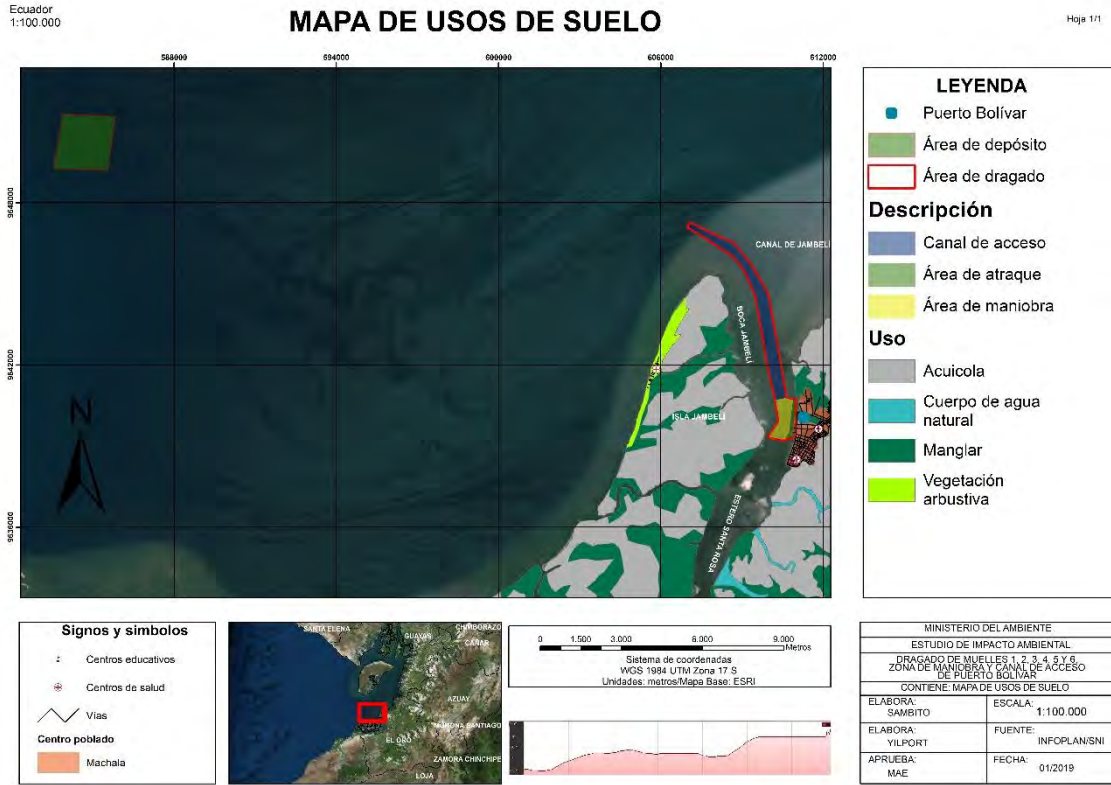 Ecuador
1:100.000
MAPA DE USOS DE SUELO
Hoja 1/1
588000
594000
600000
606000
612000
9648000
9642000
9636000
CANAL DE JAMBELI
BOCA JAMBELÍ
ISLA JAMBELÍ
ESTERO SANTA ROSA
N
LEYENDA
Puerto Bolívar
Área de depósito
Área de dragado
Descripción
Canal de acceso
Área de atraque
Área de maniobra
Uso
Acuicola
Cuerpo de agua
natural
Manglar
Vegetación
arbustiva
Signos y simbolos
Centros educativos
Centros de salud
Vias
Centro poblado
Machala
SANTA ELENA
GUAYAS
CHIMBORAZO
CAÑAR
AZUAY
MORONA SANTIAGO
EL ORO
ZAMORA CHINCHIPE
LOJA
0 1.500 3.000 6.000 9.000
Metros
Sistema de coordenadas
WGS 1984 UTM Zona 17 S
Unidades: metros/Mapa Base: ESRI
MINISTERIO DEL AMBIENTE
ESTUDIO DE IMPACTO AMBIENTAL
DRAGADO DE MUELLES 1, 2, 3, 4, 5 Y 6,
ZONA DE MANIOBRA Y CANAL DE ACCESO
DE PUERTO BOLÍVAR
CONTIENE: MAPA DE USOS DE SUELO
ELABORA:
SAMBITO
ESCALA:
1:100.000
ELABORA:
YILPORT
FUENTE:
INFOPLAN/SNI
APRUEBA:
MAE
FECHA:
01/2019